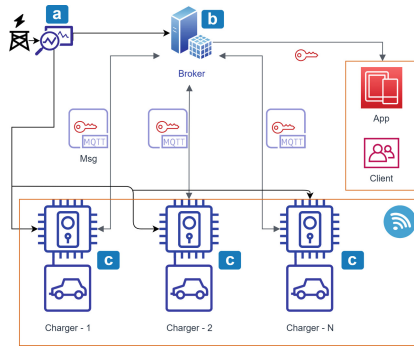 a
b
Broker
App
Client
MQTT
MQTT
MQTT
Msg
c
c
c
Charger - 1
Charger - 2
Charger - N